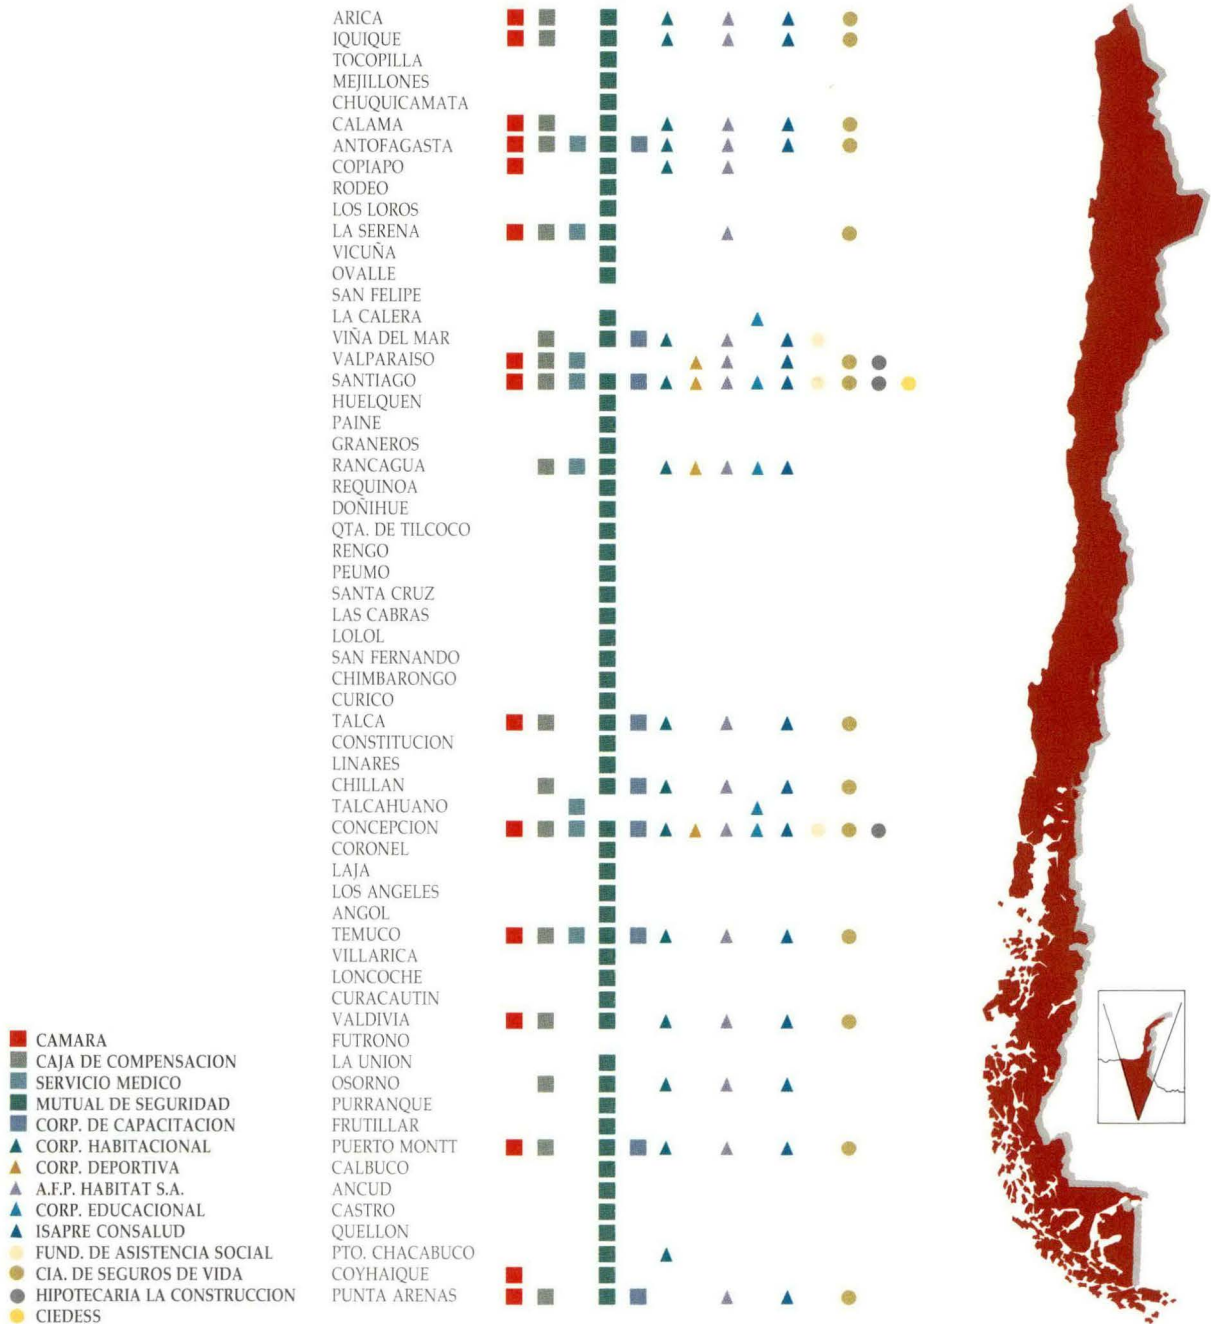 ARICA
IQUIQUE
TOCOPILLA
MEJILLONES
CHUQUICAMATA
CALAMA
ANTOFAGASTA
COPIAPO
RODEO
LOS LOROS
LA SERENA
VICUÑA
OVALLE
SAN FELIPE
LA CALERA
VIÑA DEL MAR
VALPARAISO
SANTIAGO
HUELQUEN
PAINE
GRANEROS
RANCAGUA
REQUINOA
DOÑIHUE
QTA. DE TILCOCO
RENGO
PEUMO
SANTA CRUZ
LAS CABRAS
LOLOL
SAN FERNANDO
CHIMBARONGO
CURICO
TALCA
CONSTITUCION
LINARES
CHILLAN
TALCAHUANO
CONCEPCION
CORONEL
LAJA
LOS ANGELES
ANGOL
TEMUCO
VILLARICA
LONCOCHE
CURACAUTIN
VALDIVIA
FUTRONO
LA UNION
OSORNO
PURRANQUE
FRUTILLAR
PUERTO MONTT
CALBUCO
ANCUD
CASTRO
QUELLON
PTO. CHACABUCO
COYHAIQUE
PUNTA ARENAS
CAMARA
CAJA DE COMPENSACION
SERVICIO MEDICO
MUTUAL DE SEGURIDAD
CORP. DE CAPACITACION
CORP. HABITACIONAL
CORP. DEPORTIVA
A.F.P. HABITAT S.A.
CORP. EDUCACIONAL
ISAPRE CONSALUD
FUND. DE ASISTENCIA SOCIAL
CIA. DE SEGUROS DE VIDA
HIPOTECARIA LA CONSTRUCCION
CIEDESS